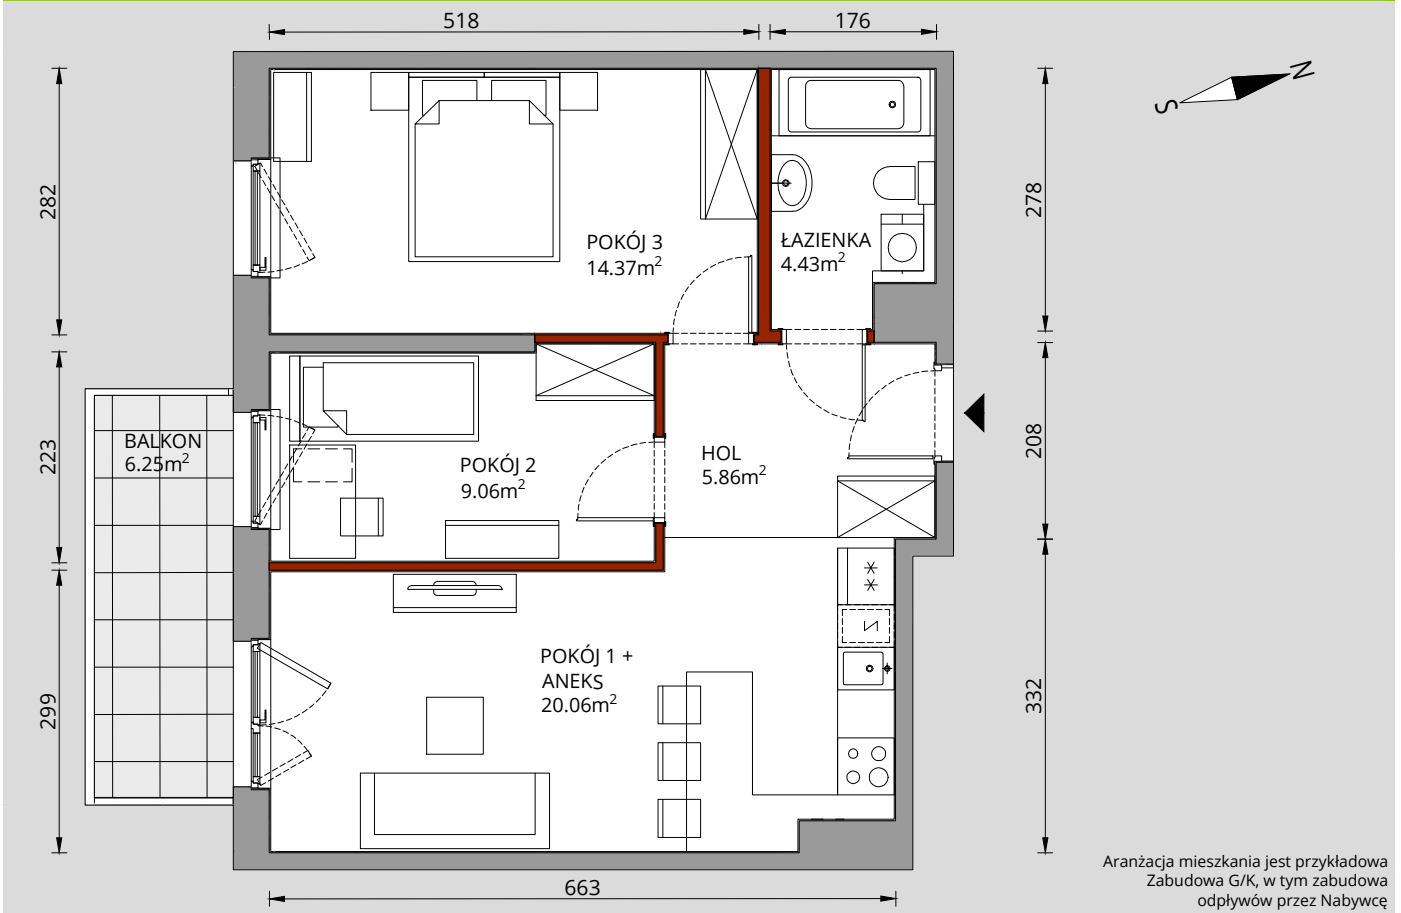 518
176
N
S
282
278
POKÓJ 3
14.37m²
ŁAZIENKA
4.43m²
223
208
BALKON
6.25m²
POKÓJ 2
9.06m²
HOL
5.86m²
299
332
POKÓJ 1 +
ANEKS
20.06m²
663
Aranżacja mieszkania jest przykładowa
Zabudowa G/K, w tym zabudowa
odpływów przez Nabywcę